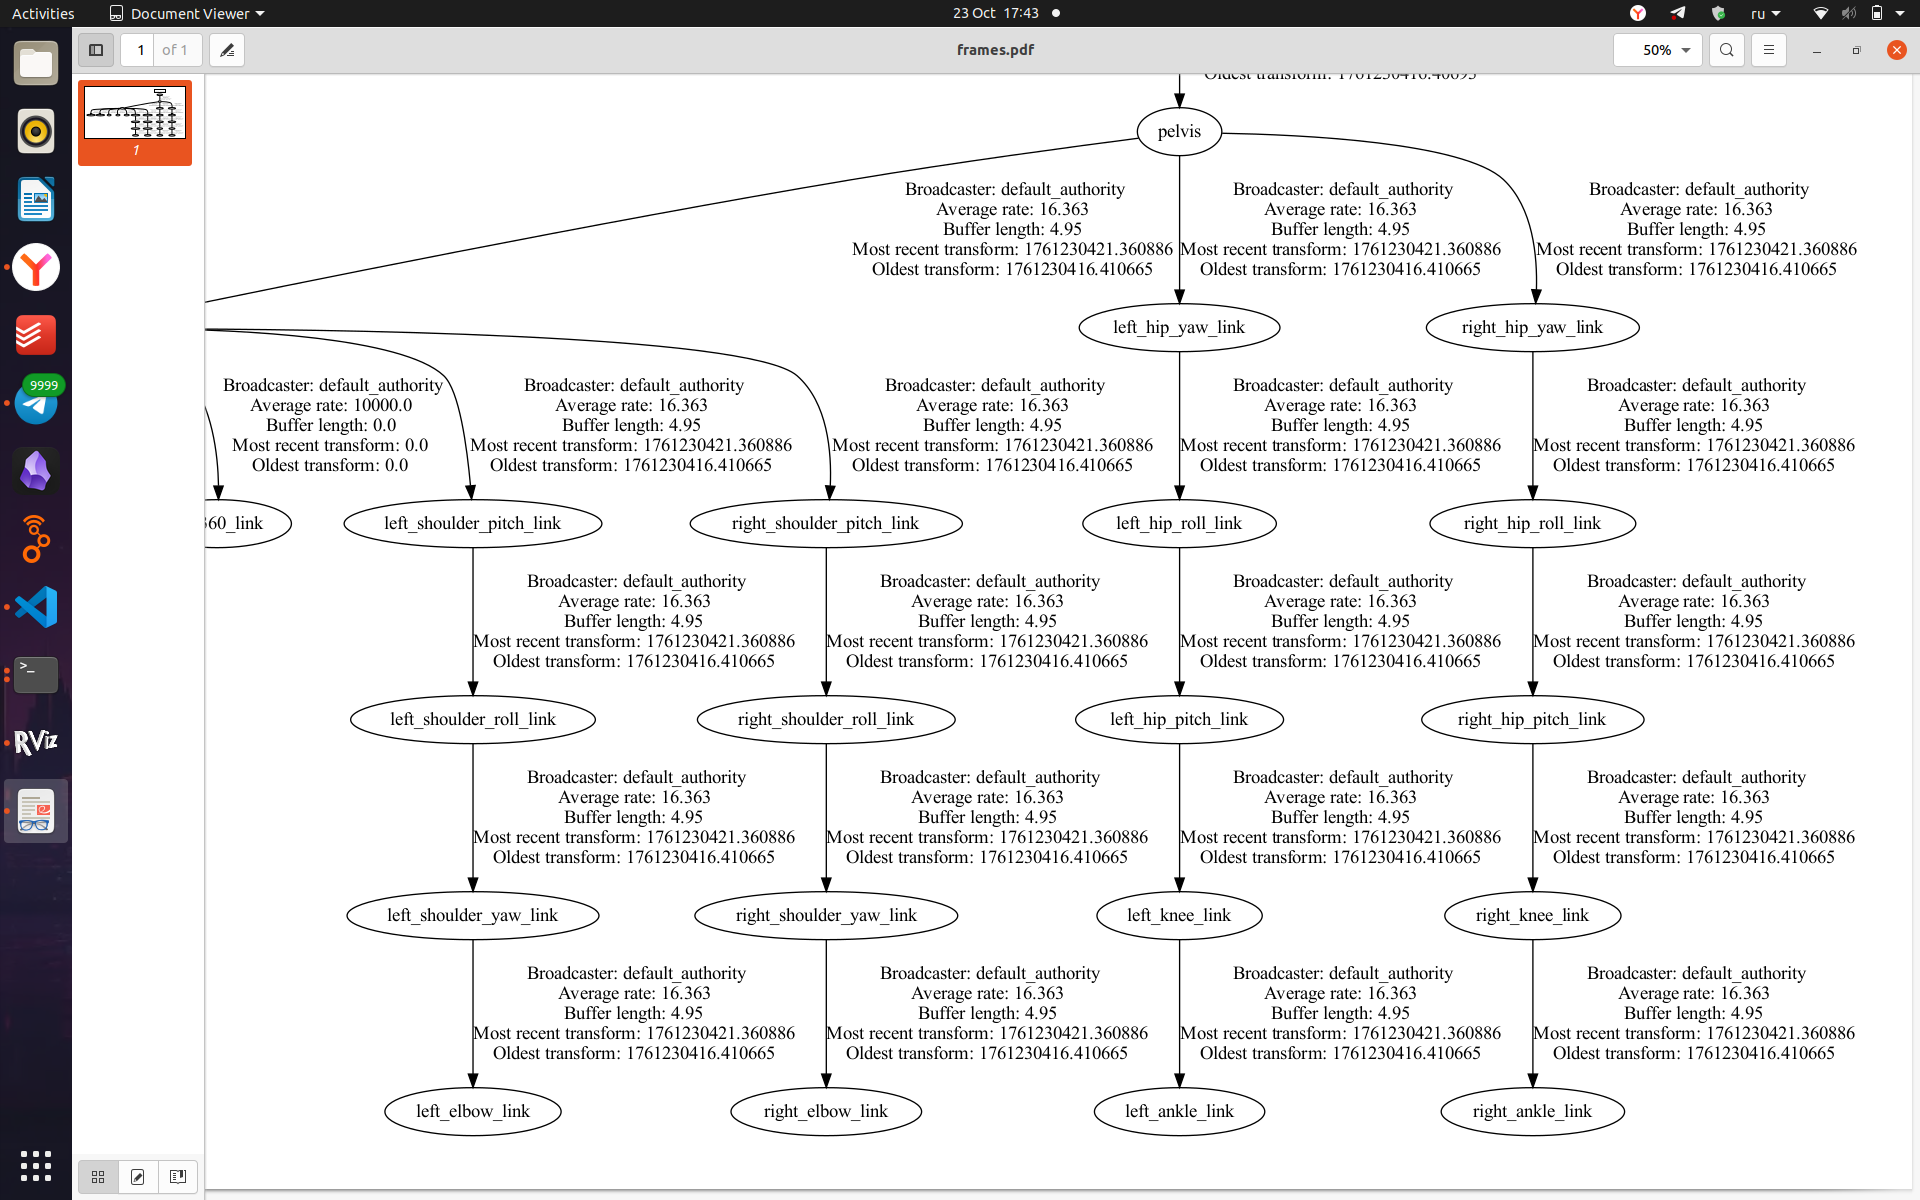 Activities
Document Viewer
23 Oct 17:43
ru
1
of 1
frames.pdf
50%
1
9999
>_
RViz
pelvis
Broadcaster: default_authority
Average rate: 16.363
Buffer length: 4.95
Most recent transform: 1761230421.360886
Oldest transform: 1761230416.410665
Broadcaster: default_authority
Average rate: 16.363
Buffer length: 4.95
Most recent transform: 1761230421.360886
Oldest transform: 1761230416.410665
Broadcaster: default_authority
Average rate: 16.363
Buffer length: 4.95
Most recent transform: 1761230421.360886
Oldest transform: 1761230416.410665
left_hip_yaw_link
right_hip_yaw_link
Broadcaster: default_authority
Average rate: 10000.0
Buffer length: 0.0
Most recent transform: 0.0
Oldest transform: 0.0
Broadcaster: default_authority
Average rate: 16.363
Buffer length: 4.95
Most recent transform: 1761230421.360886
Oldest transform: 1761230416.410665
Broadcaster: default_authority
Average rate: 16.363
Buffer length: 4.95
Most recent transform: 1761230421.360886
Oldest transform: 1761230416.410665
Broadcaster: default_authority
Average rate: 16.363
Buffer length: 4.95
Most recent transform: 1761230421.360886
Oldest transform: 1761230416.410665
Broadcaster: default_authority
Average rate: 16.363
Buffer length: 4.95
Most recent transform: 1761230421.360886
Oldest transform: 1761230416.410665
60_link
left_shoulder_pitch_link
right_shoulder_pitch_link
left_hip_roll_link
right_hip_roll_link
Broadcaster: default_authority
Average rate: 16.363
Buffer length: 4.95
Most recent transform: 1761230421.360886
Oldest transform: 1761230416.410665
Broadcaster: default_authority
Average rate: 16.363
Buffer length: 4.95
Most recent transform: 1761230421.360886
Oldest transform: 1761230416.410665
Broadcaster: default_authority
Average rate: 16.363
Buffer length: 4.95
Most recent transform: 1761230421.360886
Oldest transform: 1761230416.410665
Broadcaster: default_authority
Average rate: 16.363
Buffer length: 4.95
Most recent transform: 1761230421.360886
Oldest transform: 1761230416.410665
left_shoulder_roll_link
right_shoulder_roll_link
left_hip_pitch_link
right_hip_pitch_link
Broadcaster: default_authority
Average rate: 16.363
Buffer length: 4.95
Most recent transform: 1761230421.360886
Oldest transform: 1761230416.410665
Broadcaster: default_authority
Average rate: 16.363
Buffer length: 4.95
Most recent transform: 1761230421.360886
Oldest transform: 1761230416.410665
Broadcaster: default_authority
Average rate: 16.363
Buffer length: 4.95
Most recent transform: 1761230421.360886
Oldest transform: 1761230416.410665
Broadcaster: default_authority
Average rate: 16.363
Buffer length: 4.95
Most recent transform: 1761230421.360886
Oldest transform: 1761230416.410665
left_shoulder_yaw_link
right_shoulder_yaw_link
left_knee_link
right_knee_link
Broadcaster: default_authority
Average rate: 16.363
Buffer length: 4.95
Most recent transform: 1761230421.360886
Oldest transform: 1761230416.410665
Broadcaster: default_authority
Average rate: 16.363
Buffer length: 4.95
Most recent transform: 1761230421.360886
Oldest transform: 1761230416.410665
Broadcaster: default_authority
Average rate: 16.363
Buffer length: 4.95
Most recent transform: 1761230421.360886
Oldest transform: 1761230416.410665
Broadcaster: default_authority
Average rate: 16.363
Buffer length: 4.95
Most recent transform: 1761230421.360886
Oldest transform: 1761230416.410665
left_elbow_link
right_elbow_link
left_ankle_link
right_ankle_link